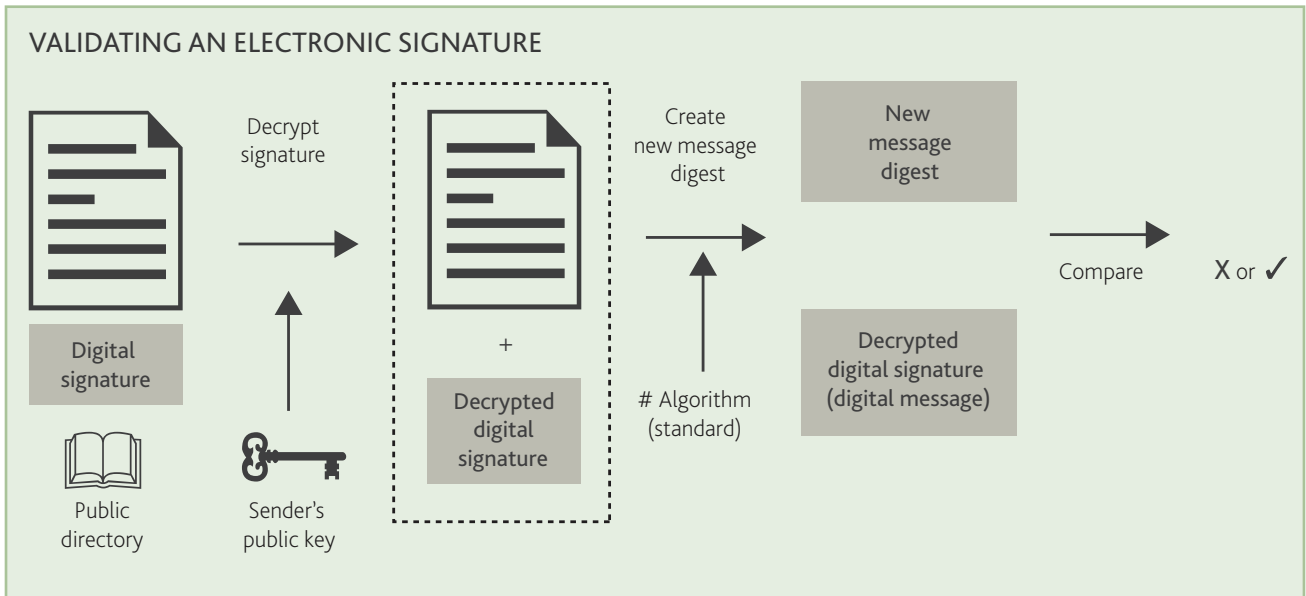 VALIDATING AN ELECTRONIC SIGNATURE
Digital
signature
Public
directory
Decrypt
signature
Sender’s
public key
+
Decrypted
digital
signature
Create
new message
digest
# Algorithm
(standard)
New
message
digest
Decrypted
digital signature
(digital message)
Compare
X or ✓